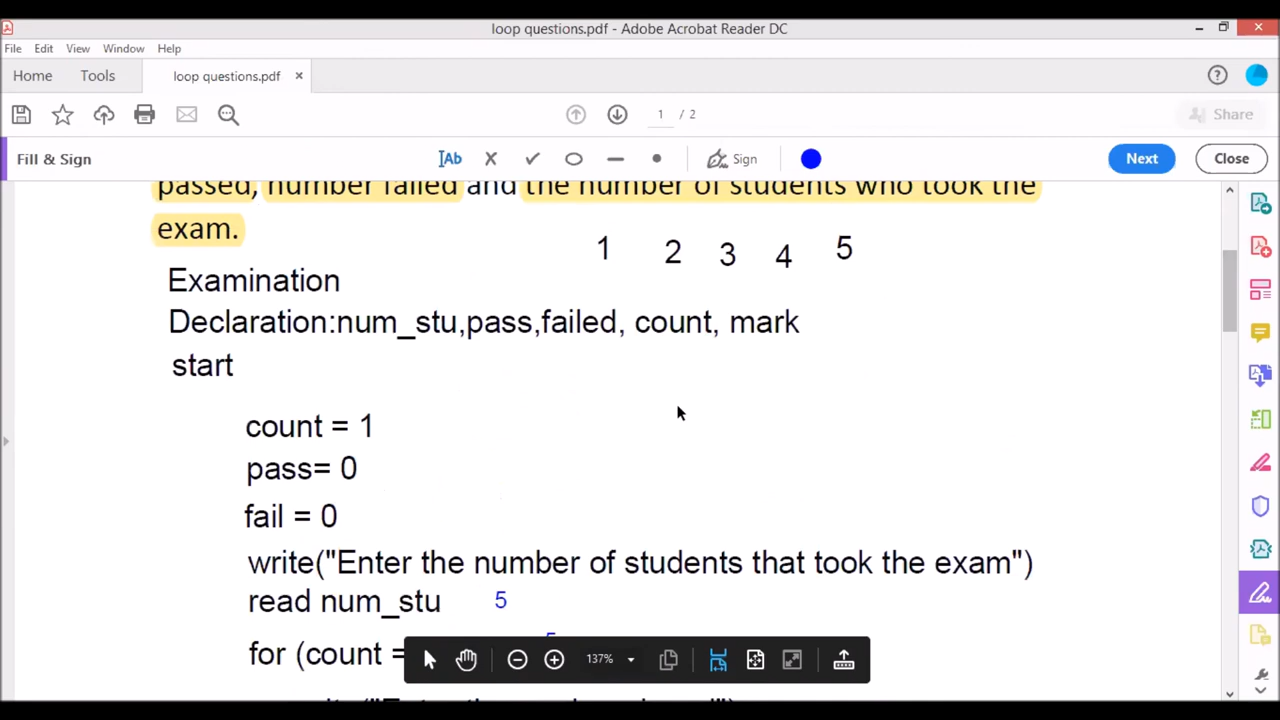 loop questions.pdf - Adobe Acrobat Reader DC
File Edit View Window Help
Home Tools loop questions.pdf ×
1 / 2 Share
Fill & Sign Ab Sign Next Close
passed, number failed and the number of students who took the
exam.
1 2 3 4 5
Examination
Declaration:num_stu,pass,failed, count, mark
start
count = 1
pass= 0
fail = 0
write("Enter the number of students that took the exam")
read num_stu 5
for (count =
137%